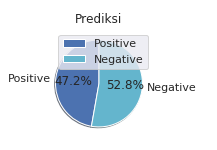 Prediksi
Positive
Negative
Positive
47.2%
52.8%
Negative